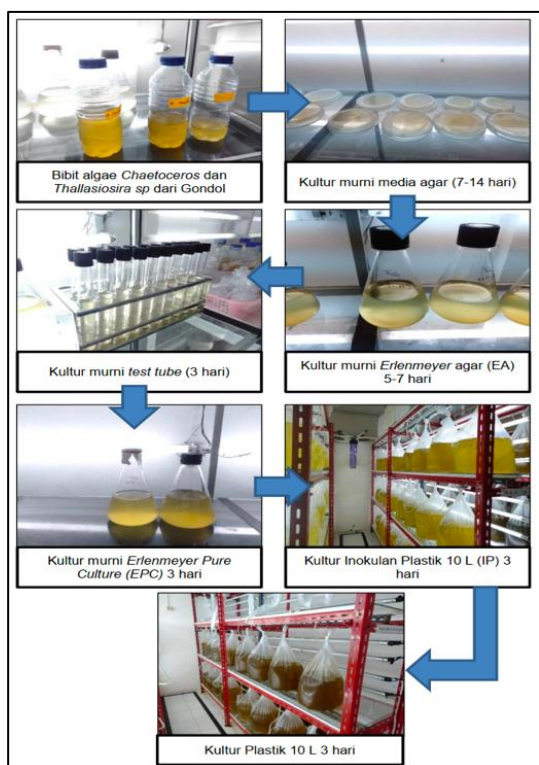 Bibit algae Chaetoceros dan
Thallasiosira sp dari Gondol
Kultur murni media agar (7-14 hari)
Kultur murni test tube (3 hari)
Kultur murni Erlenmeyer agar (EA)
5-7 hari
Kultur murni Erlenmeyer Pure
Culture (EPC) 3 hari
Kultur Inokulan Plastik 10 L (IP) 3
hari
Kultur Plastik 10 L 3 hari